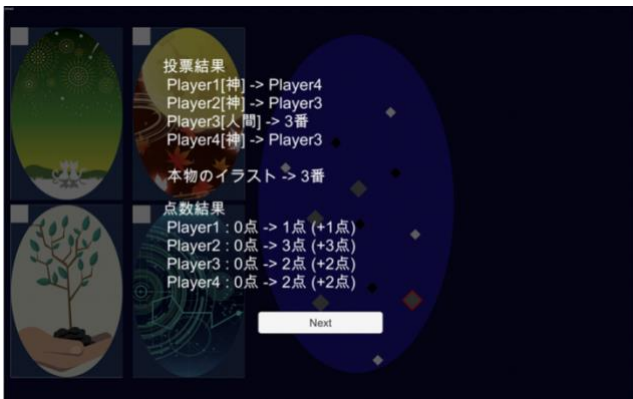 投票結果
Player1[神] -> Player4
Player2[神] -> Player3
Player3[人間] -> 3番
Player4[神] -> Player3
本物のイラスト -> 3番
点数結果
Player1 : 0点 -> 1点 (+1点)
Player2 : 0点 -> 3点 (+3点)
Player3 : 0点 -> 2点 (+2点)
Player4 : 0点 -> 2点 (+2点)
Next